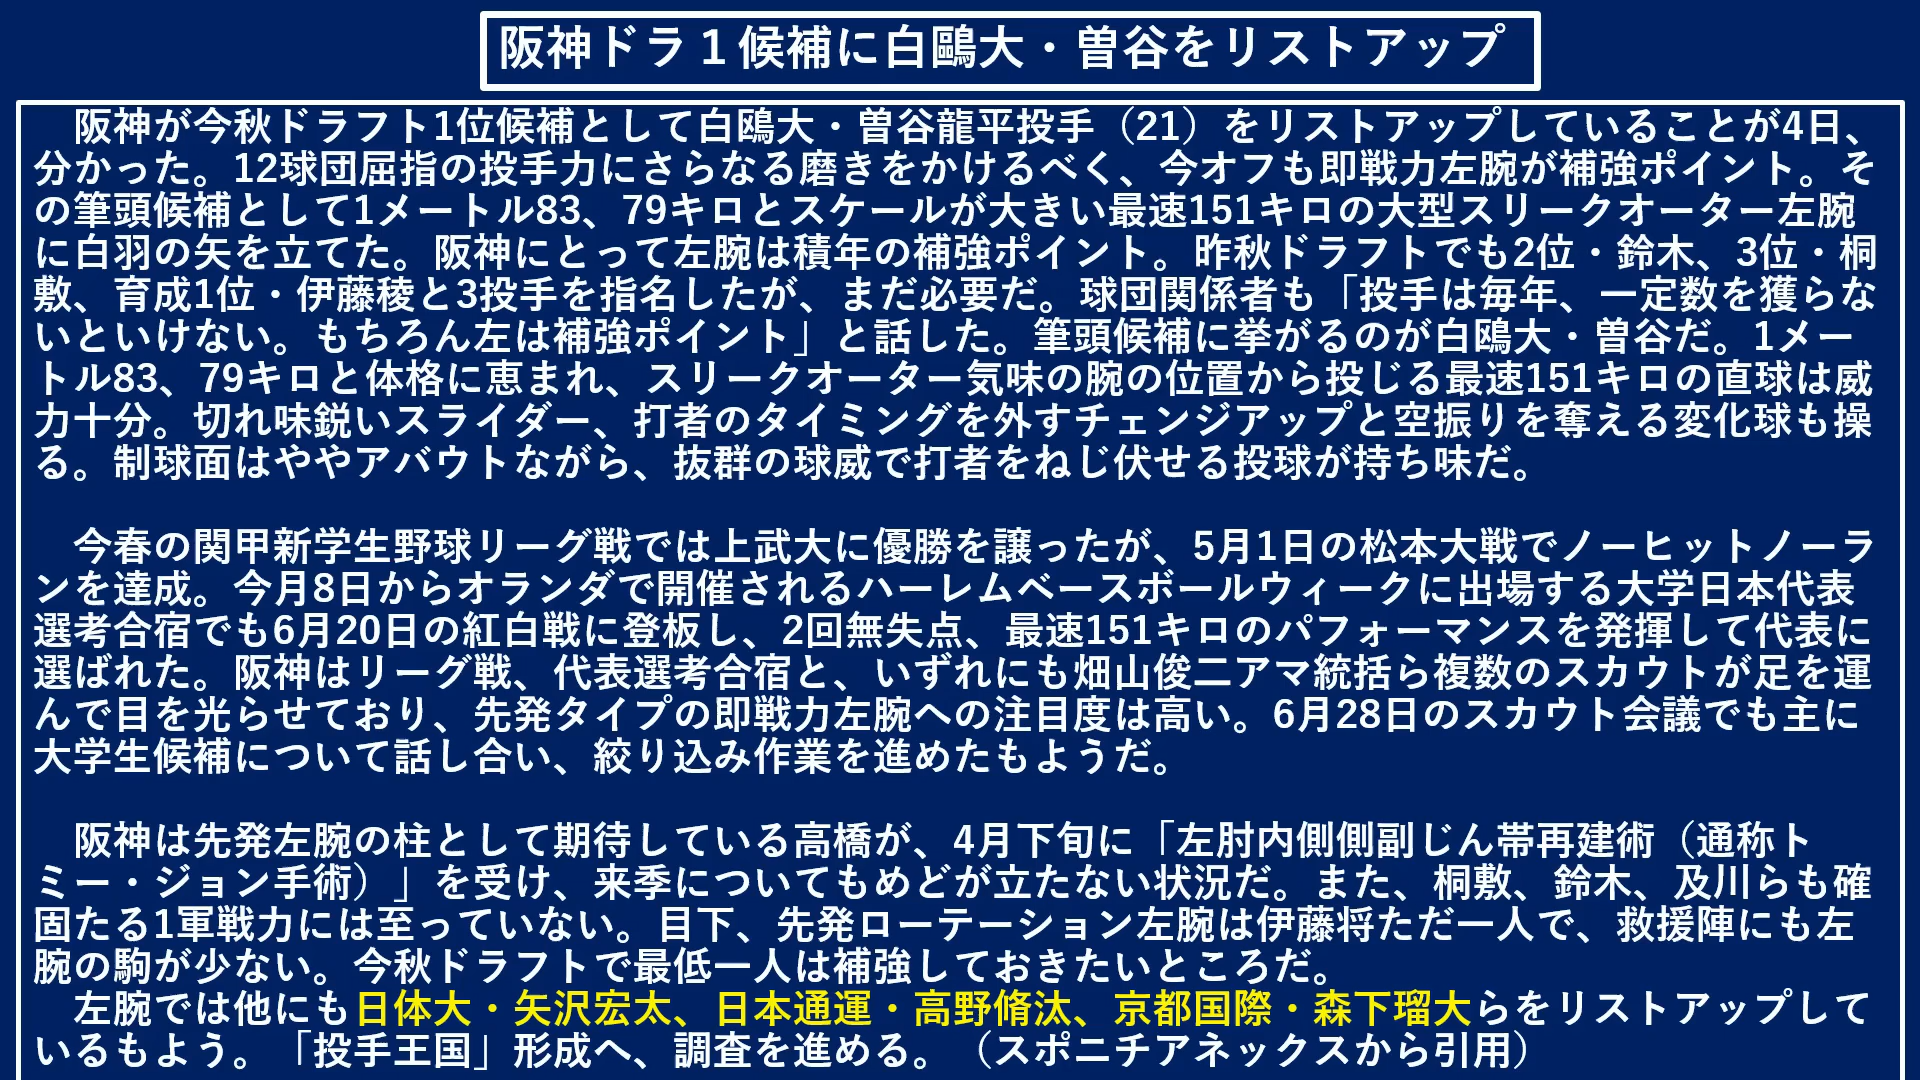 阪神ドラ１候補に白鷗大・曽谷をリストアップ
　阪神が今秋ドラフト1位候補として白鴎大・曽谷龍平投手（21）をリストアップしていることが4日、
分かった。12球団屈指の投手力にさらなる磨きをかけるべく、今オフも即戦力左腕が補強ポイント。そ
の筆頭候補として1メートル83、79キロとスケールが大きい最速151キロの大型スリークオーター左腕
に白羽の矢を立てた。阪神にとって左腕は積年の補強ポイント。昨秋ドラフトでも2位・鈴木、3位・桐
敷、育成1位・伊藤稜と3投手を指名したが、まだ必要だ。球団関係者も「投手は毎年、一定数を獲らな
いといけない。もちろん左は補強ポイント」と話した。筆頭候補に挙がるのが白鴎大・曽谷だ。1メー
トル83、79キロと体格に恵まれ、スリークオーター気味の腕の位置から投じる最速151キロの直球は威
力十分。切れ味鋭いスライダー、打者のタイミングを外すチェンジアップと空振りを奪える変化球も操
る。制球面はややアバウトながら、抜群の球威で打者をねじ伏せる投球が持ち味だ。
　今春の関甲新学生野球リーグ戦では上武大に優勝を譲ったが、5月1日の松本大戦でノーヒットノーラ
ンを達成。今月8日からオランダで開催されるハーレムベースボールウィークに出場する大学日本代表
選考合宿でも6月20日の紅白戦に登板し、2回無失点、最速151キロのパフォーマンスを発揮して代表に
選ばれた。阪神はリーグ戦、代表選考合宿と、いずれにも畑山俊二アマ統括ら複数のスカウトが足を運
んで目を光らせており、先発タイプの即戦力左腕への注目度は高い。6月28日のスカウト会議でも主に
大学生候補について話し合い、絞り込み作業を進めたもようだ。
　阪神は先発左腕の柱として期待している高橋が、4月下旬に「左肘内側側副じん帯再建術（通称ト
ミー・ジョン手術）」を受け、来季についてもめどが立たない状況だ。また、桐敷、鈴木、及川らも確
固たる1軍戦力には至っていない。目下、先発ローテーション左腕は伊藤将ただ一人で、救援陣にも左
腕の駒が少ない。今秋ドラフトで最低一人は補強しておきたいところだ。
　左腕では他にも日体大・矢沢宏太、日本通運・高野脩汰、京都国際・森下瑠大らをリストアップして
いるもよう。「投手王国」形成へ、調査を進める。（スポニチアネックスから引用）